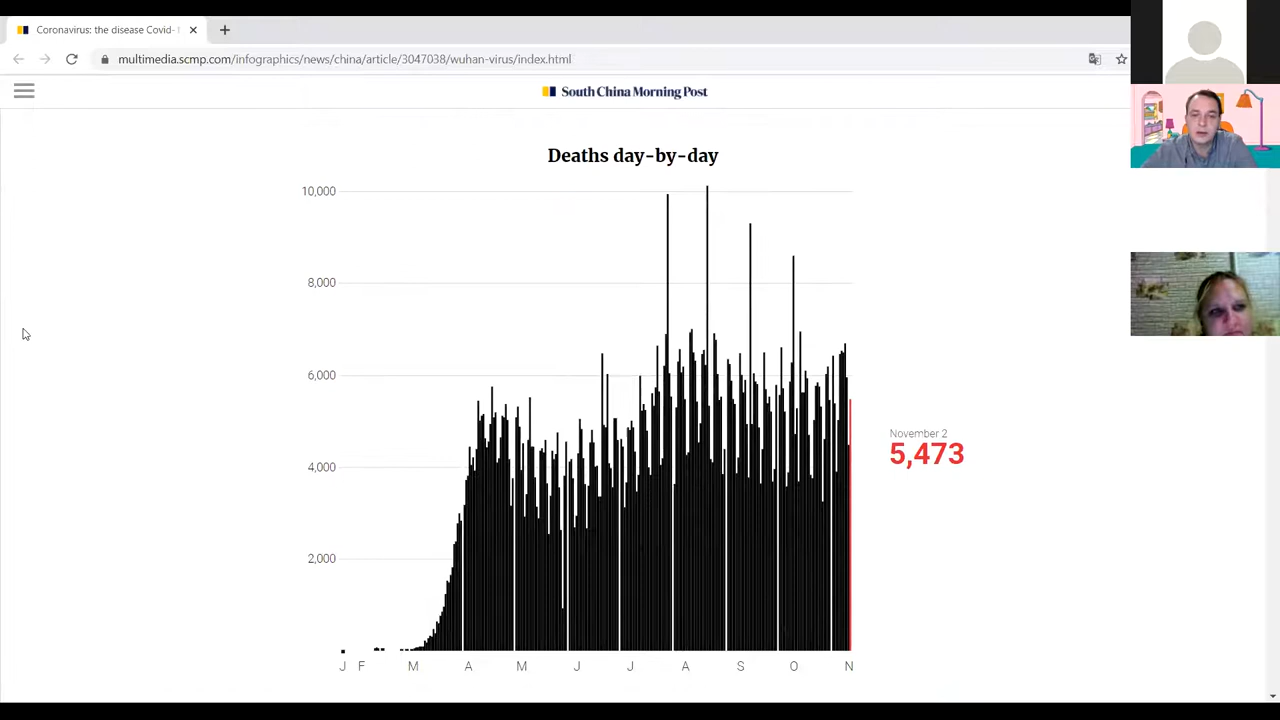 Coronavirus: the disease Covid-
multimedia.scmp.com/infographics/news/china/article/3047038/wuhan-virus/index.html
South China Morning Post
Deaths day-by-day
10,000
8,000
6,000
4,000
2,000
November 2
5,473
J F M A M J J A S O N